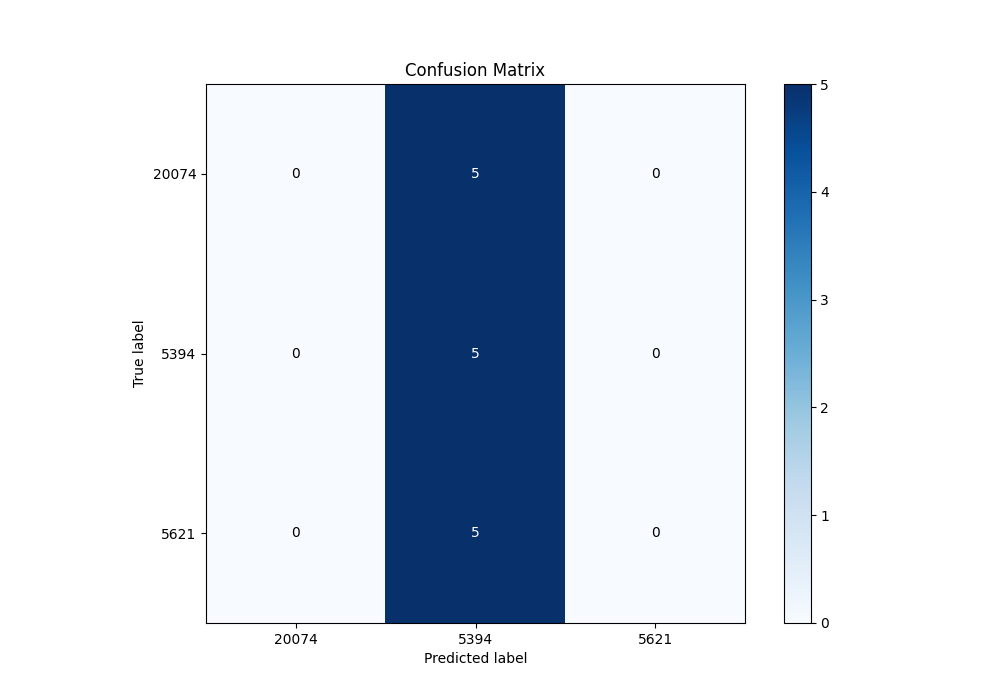 Confusion Matrix
True label
20074 0 5 0
5394 0 5 0
5621 0 5 0
20074 5394 5621
Predicted label
5
4
3
2
1
0